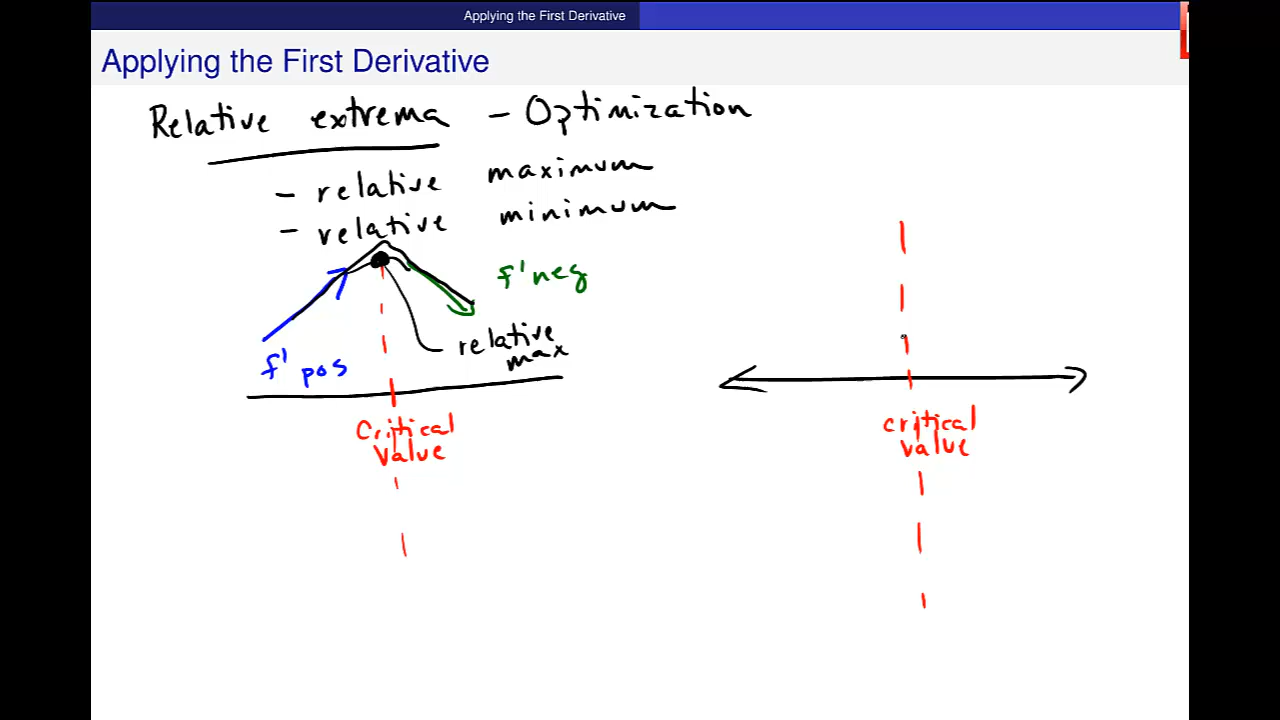 Applying the First Derivative
Applying the First Derivative
Relative extrema - Optimization
- relative maximum
- relative minimum
f' neg
relative
max
f' pos
Critical
Value
critical
value